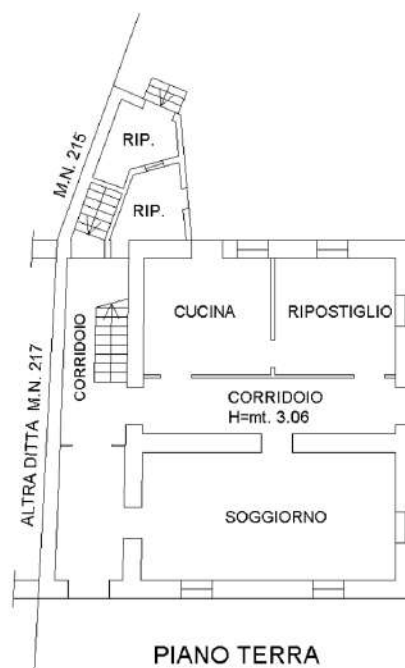 M.N. 215
RIP.
RIP.
CUCINA
RIPOSTIGLIO
CORRIDOIO
ALTRA DITTA M.N. 217
CORRIDOIO
H=mt. 3.06
SOGGIORNO
PIANO TERRA